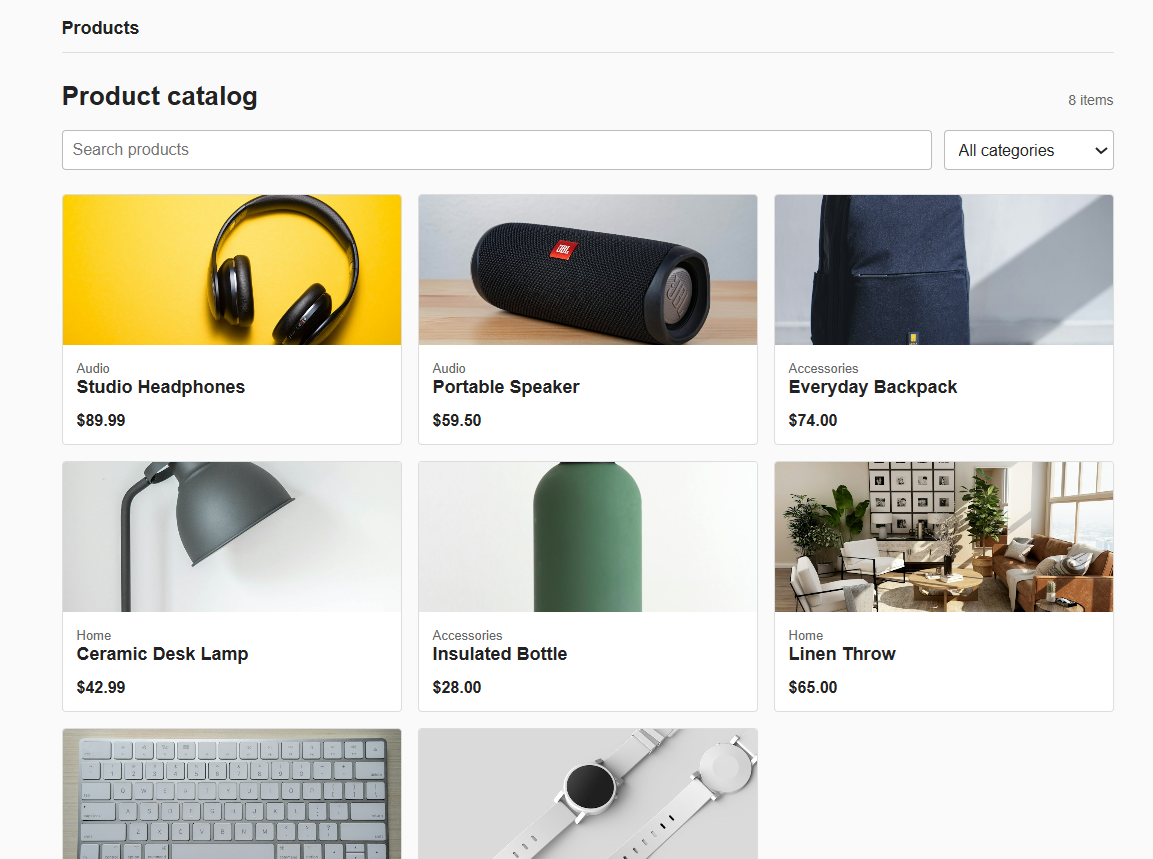 Products
Product catalog
8 items
Search products
All categories
JBL
Audio
Studio Headphones
$89.99
Audio
Portable Speaker
$59.50
Accessories
Everyday Backpack
$74.00
Home
Ceramic Desk Lamp
$42.99
Accessories
Insulated Bottle
$28.00
Home
Linen Throw
$65.00